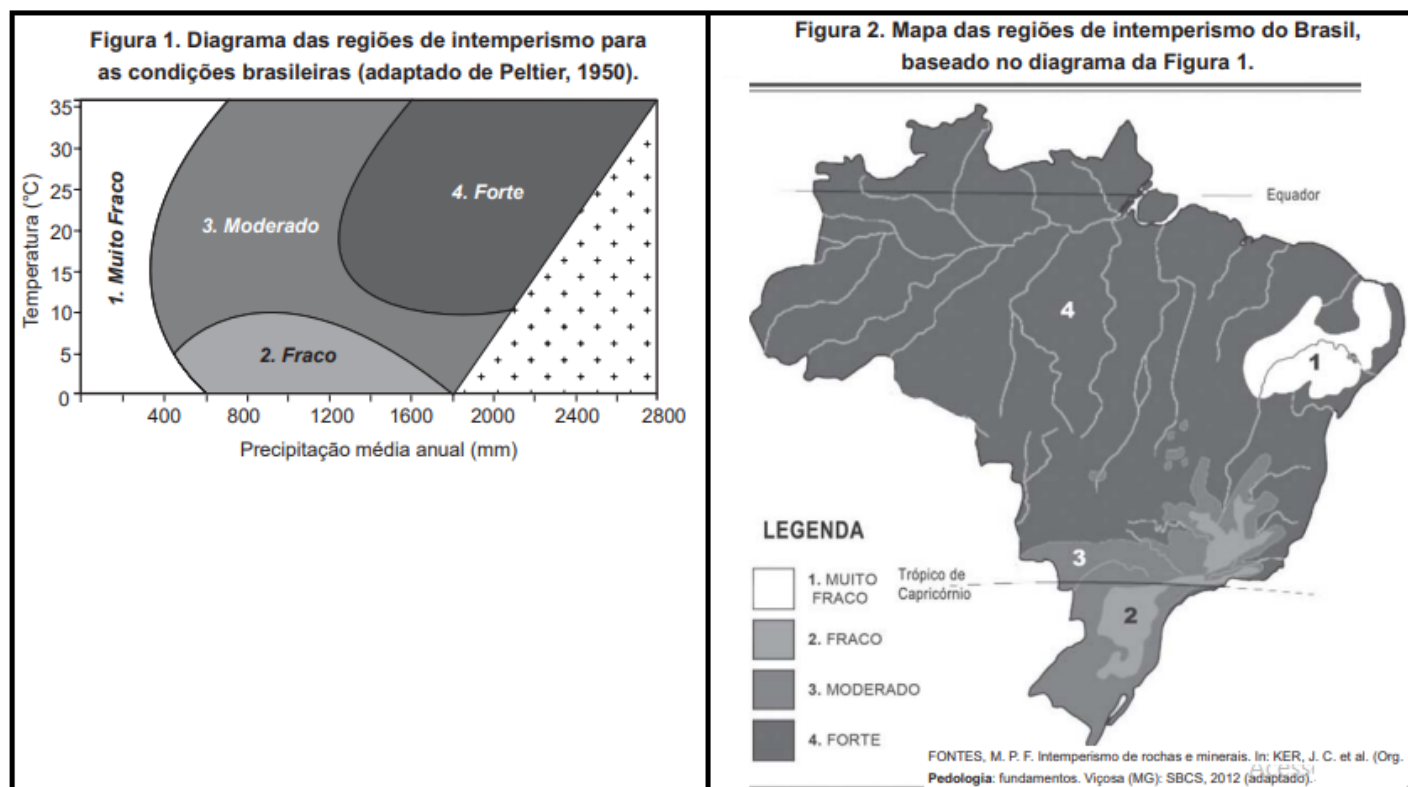 Figura 1. Diagrama das regiões de intemperismo para
as condições brasileiras (adaptado de Peltier, 1950).
35
30
25
20
15
10
5
0
Temperatura (°C)
1. Muito Fraco
3. Moderado
4. Forte
2. Fraco
400 800 1200 1600 2000 2400 2800
Precipitação média anual (mm)
Figura 2. Mapa das regiões de intemperismo do Brasil,
baseado no diagrama da Figura 1.
Equador
4
1
3
Trópico de
Capricórnio
2
LEGENDA
1. MUITO
FRACO
2. FRACO
3. MODERADO
4. FORTE
FONTES, M. P. F. Intemperismo de rochas e minerais. In: KER, J. C. et al. (Org.
Pedologia: fundamentos. Viçosa (MG): SBCS, 2012 (adaptado).